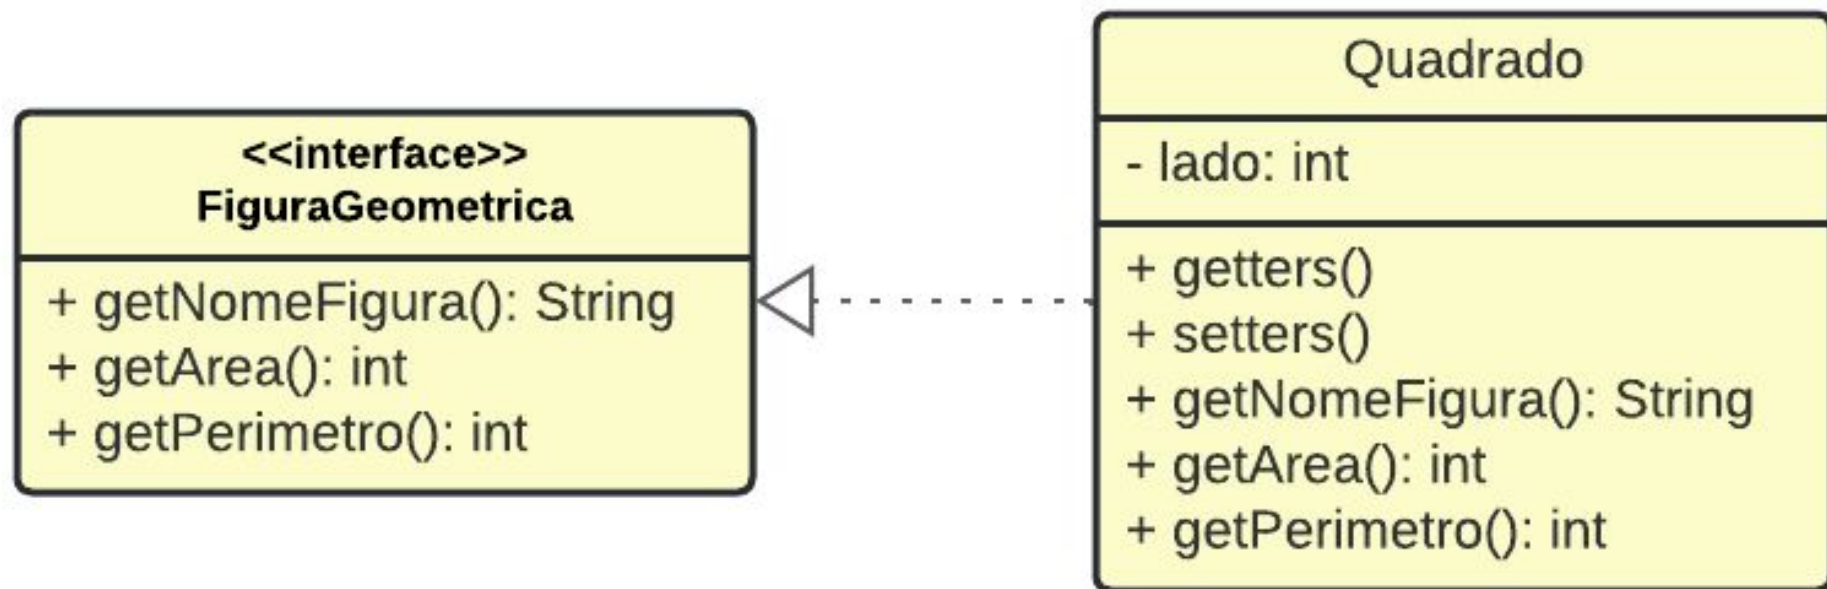 <<interface>>
FiguraGeometrica
+ getNomeFigura(): String
+ getArea(): int
+ getPerimetro(): int
Quadrado
- lado: int
+ getters()
+ setters()
+ getNomeFigura(): String
+ getArea(): int
+ getPerimetro(): int